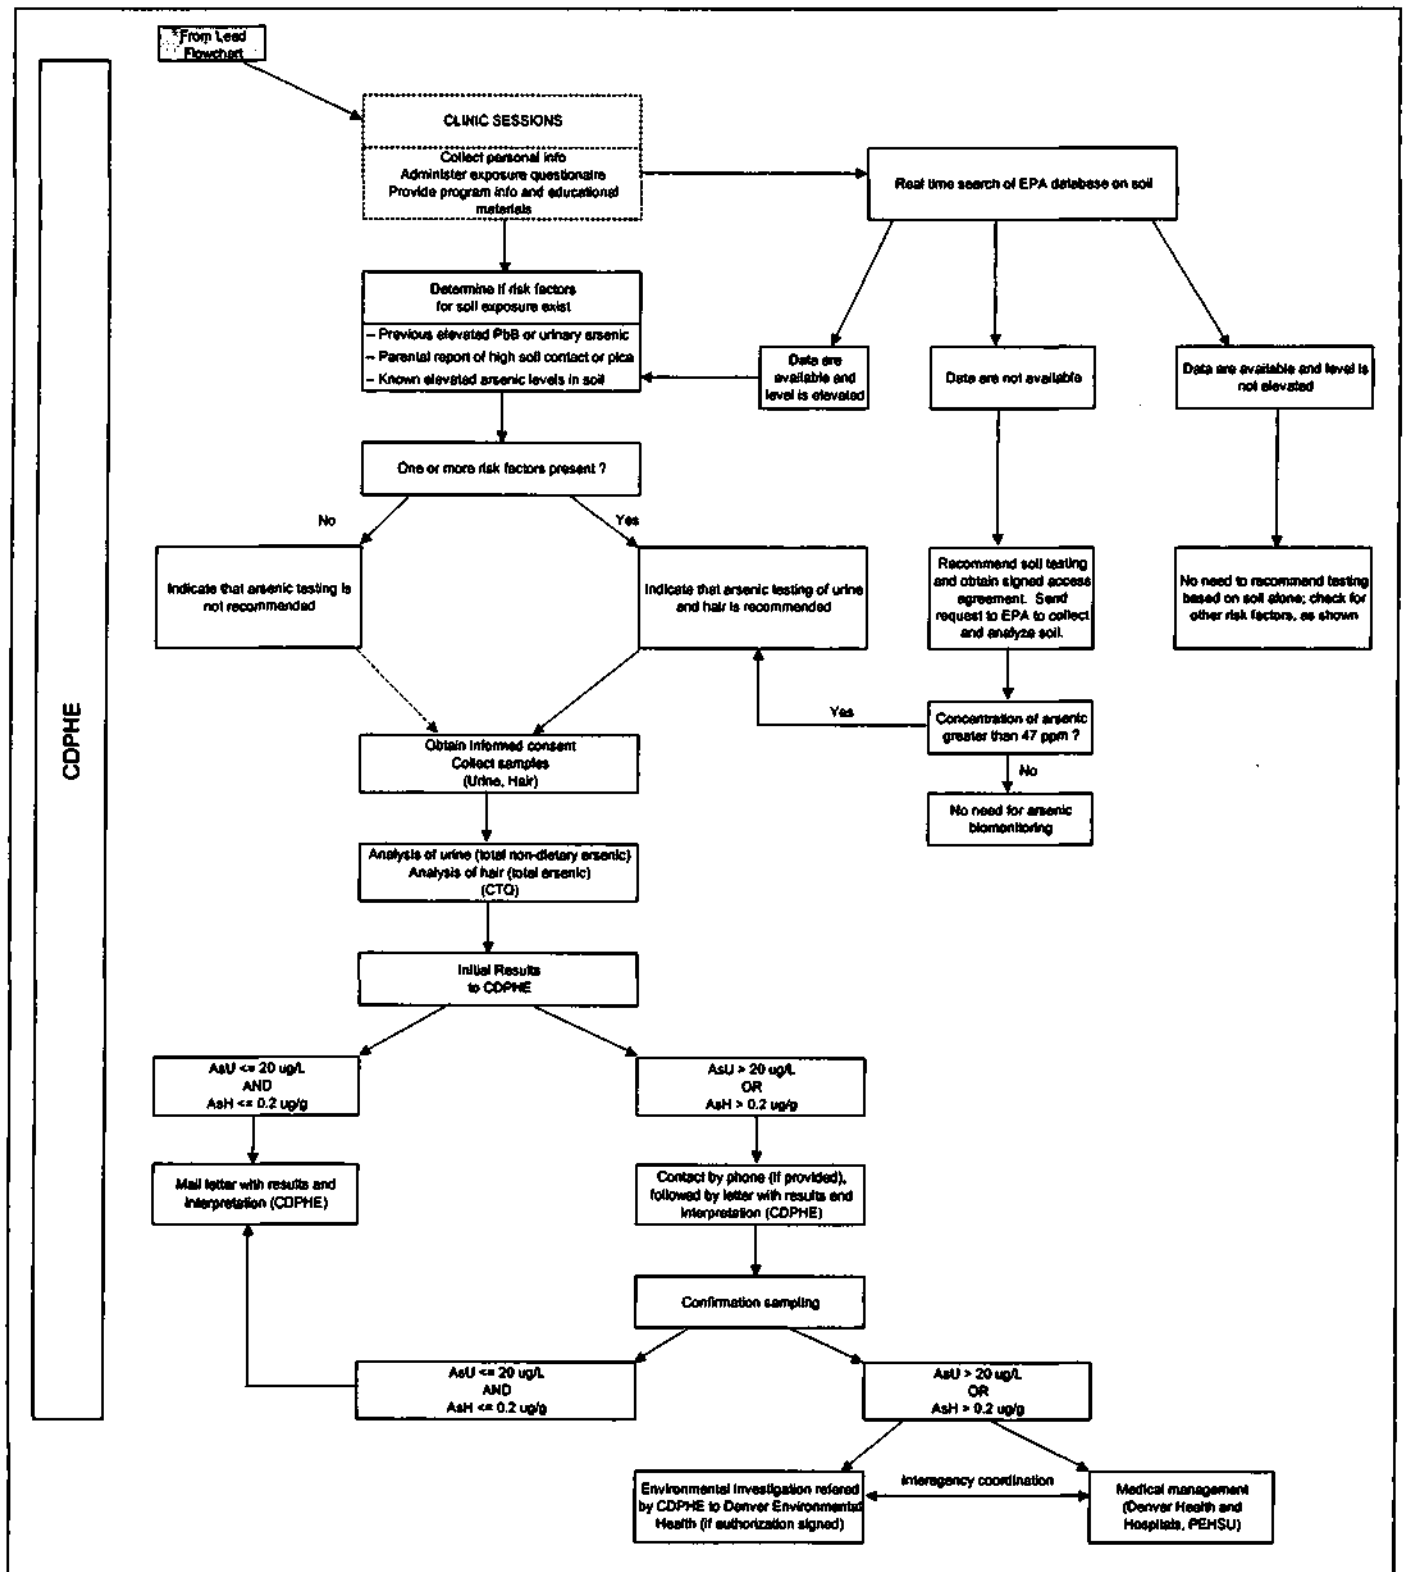 *From Lead
Flowchart
CLINIC SESSIONS
Collect personal info
Administer exposure questionaire
Provide program info and educational
materials
Real time search of EPA database on soil
Determine if risk factors
for soil exposure exist
– Previous elevated PbB or urinary arsenic
– Parental report of high soil contact or pica
– Known elevated arsenic levels in soil
Data are
available and
level is elevated
Data are not available
Data are available and level is
not elevated
One or more risk factors present ?
No
Yes
Indicate that arsenic testing is
not recommended
Indicate that arsenic testing of urine
and hair is recommended
Recommend soil testing
and obtain signed access
agreement. Send
request to EPA to collect
and analyze soil.
No need to recommend testing
based on soil alone; check for
other risk factors, as shown
CDPHE
Yes
Concentration of arsenic
greater than 47 ppm ?
No
No need for arsenic
biomonitoring
Obtain informed consent
Collect samples
(Urine, Hair)
Analysis of urine (total non-dietary arsenic)
Analysis of hair (total arsenic)
(CTQ)
Initial Results
to CDPHE
AsU <= 20 ug/L
AND
AsH <= 0.2 ug/g
AsU > 20 ug/L
OR
AsH > 0.2 ug/g
Mail letter with results and
interpretation (CDPHE)
Contact by phone (if provided),
followed by letter with results and
interpretation (CDPHE)
Confirmation sampling
AsU <= 20 ug/L
AND
AsH <= 0.2 ug/g
AsU > 20 ug/L
OR
AsH > 0.2 ug/g
Environmental investigation refered
by CDPHE to Denver Environmental
Health (if authorization signed)
Interagency coordination
Medical management
(Denver Health and
Hospitals, PEHSU)